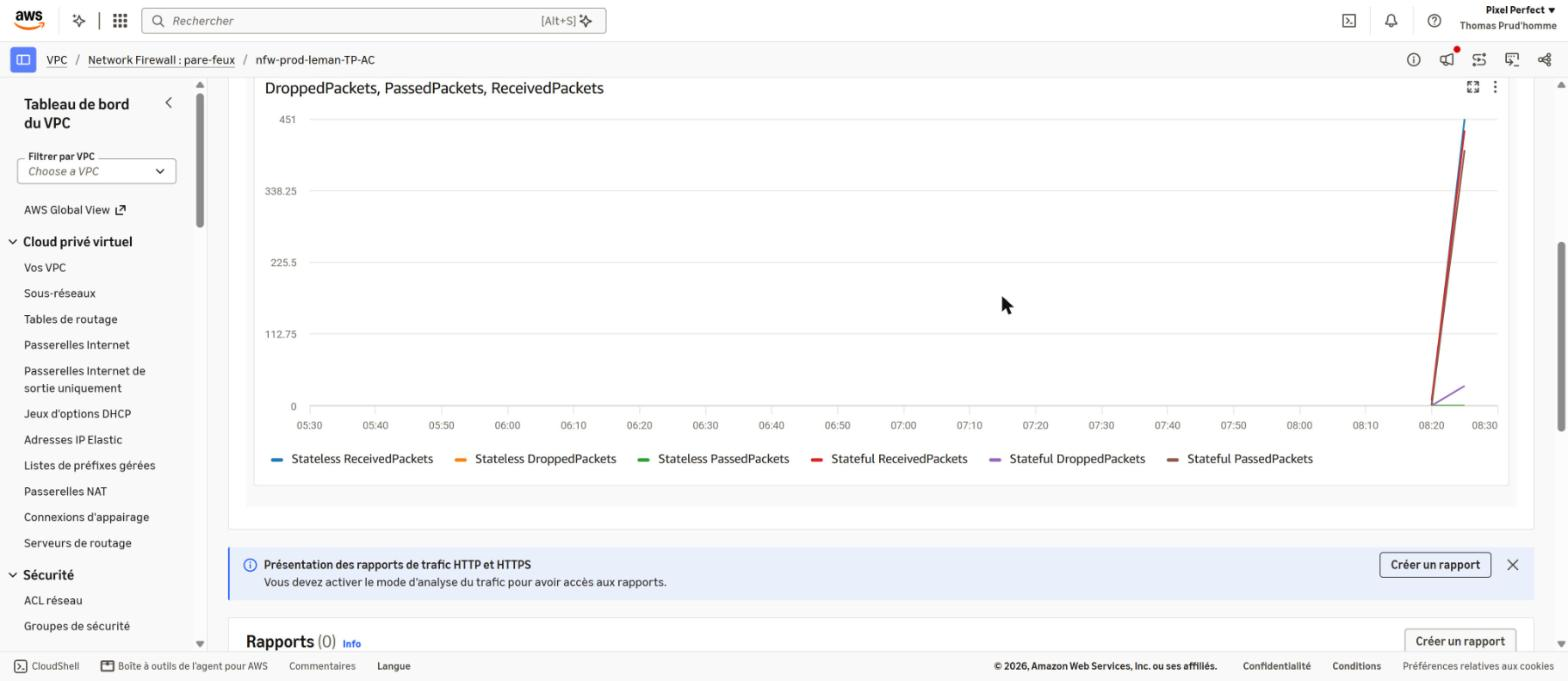 aws
Rechercher
[Alt+S]
Pixel Perfect
Thomas Prud'homme
VPC / Network Firewall : pare-feux / nfw-prod-leman-TP-AC
Tableau de bord
du VPC
Filtrer par VPC
Choose a VPC
AWS Global View
Cloud privé virtuel
Vos VPC
Sous-réseaux
Tables de routage
Passerelles Internet
Passerelles Internet de
sortie uniquement
Jeux d'options DHCP
Adresses IP Elastic
Listes de préfixes gérées
Passerelles NAT
Connexions d'appairage
Serveurs de routage
Sécurité
ACL réseau
Groupes de sécurité
DroppedPackets, PassedPackets, ReceivedPackets
451
338.25
225.5
112.75
0
05:30 05:40 05:50 06:00 06:10 06:20 06:30 06:40 06:50 07:00 07:10 07:20 07:30 07:40 07:50 08:00 08:10 08:20 08:30
Stateless ReceivedPackets Stateless DroppedPackets Stateless PassedPackets Stateful ReceivedPackets Stateful DroppedPackets Stateful PassedPackets
Présentation des rapports de trafic HTTP et HTTPS
Vous devez activer le mode d'analyse du trafic pour avoir accès aux rapports.
Créer un rapport
Rapports (0) Info
Créer un rapport
CloudShell Boîte à outils de l'agent pour AWS Commentaires Langue © 2026, Amazon Web Services, Inc. ou ses affiliés. Confidentialité Conditions Préférences relatives aux cookies